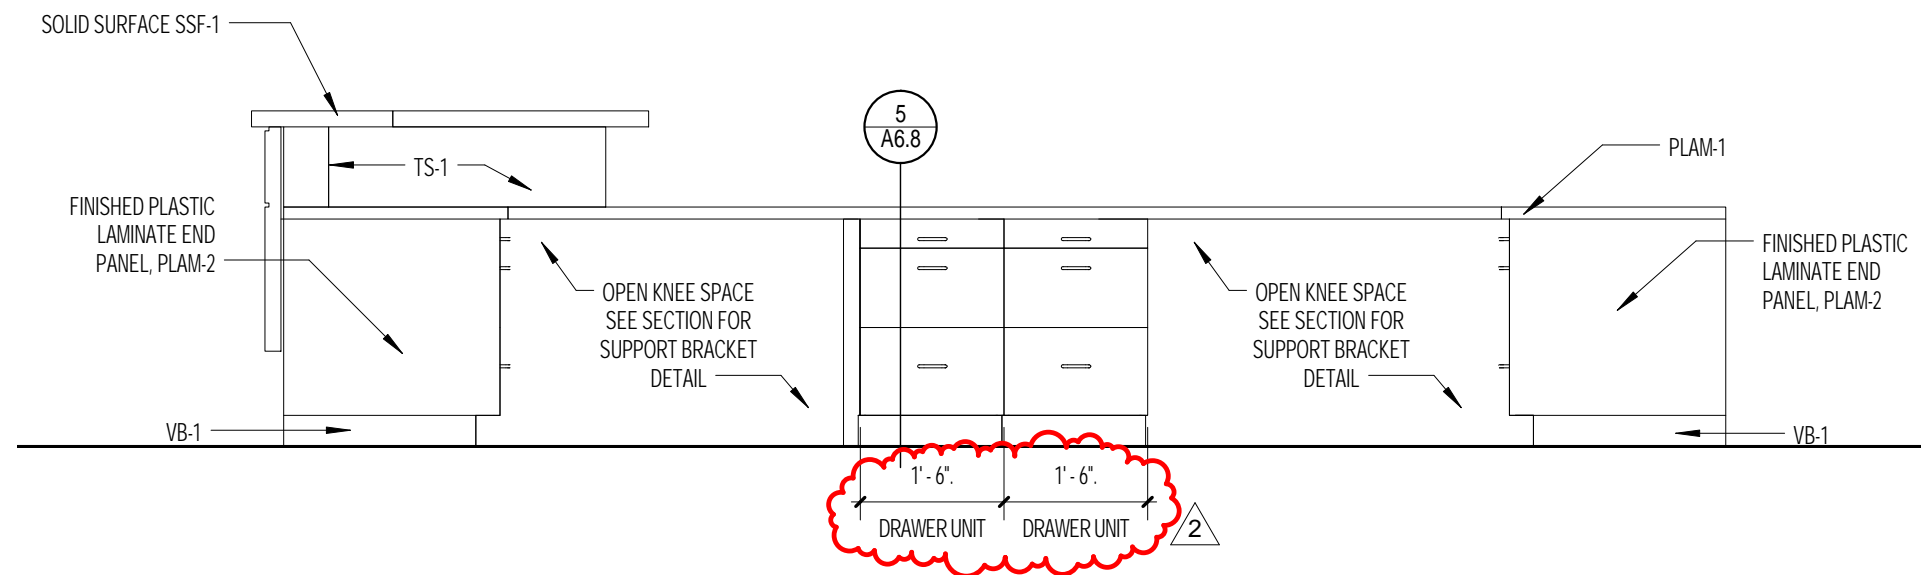 SOLID SURFACE SSF-1
5
A6.8
PLAM-1
TS-1
FINISHED PLASTIC
LAMINATE END
PANEL, PLAM-2
OPEN KNEE SPACE
SEE SECTION FOR
SUPPORT BRACKET
DETAIL
OPEN KNEE SPACE
SEE SECTION FOR
SUPPORT BRACKET
DETAIL
FINISHED PLASTIC
LAMINATE END
PANEL, PLAM-2
VB-1
VB-1
1' - 6".
1' - 6".
DRAWER UNIT
DRAWER UNIT
2